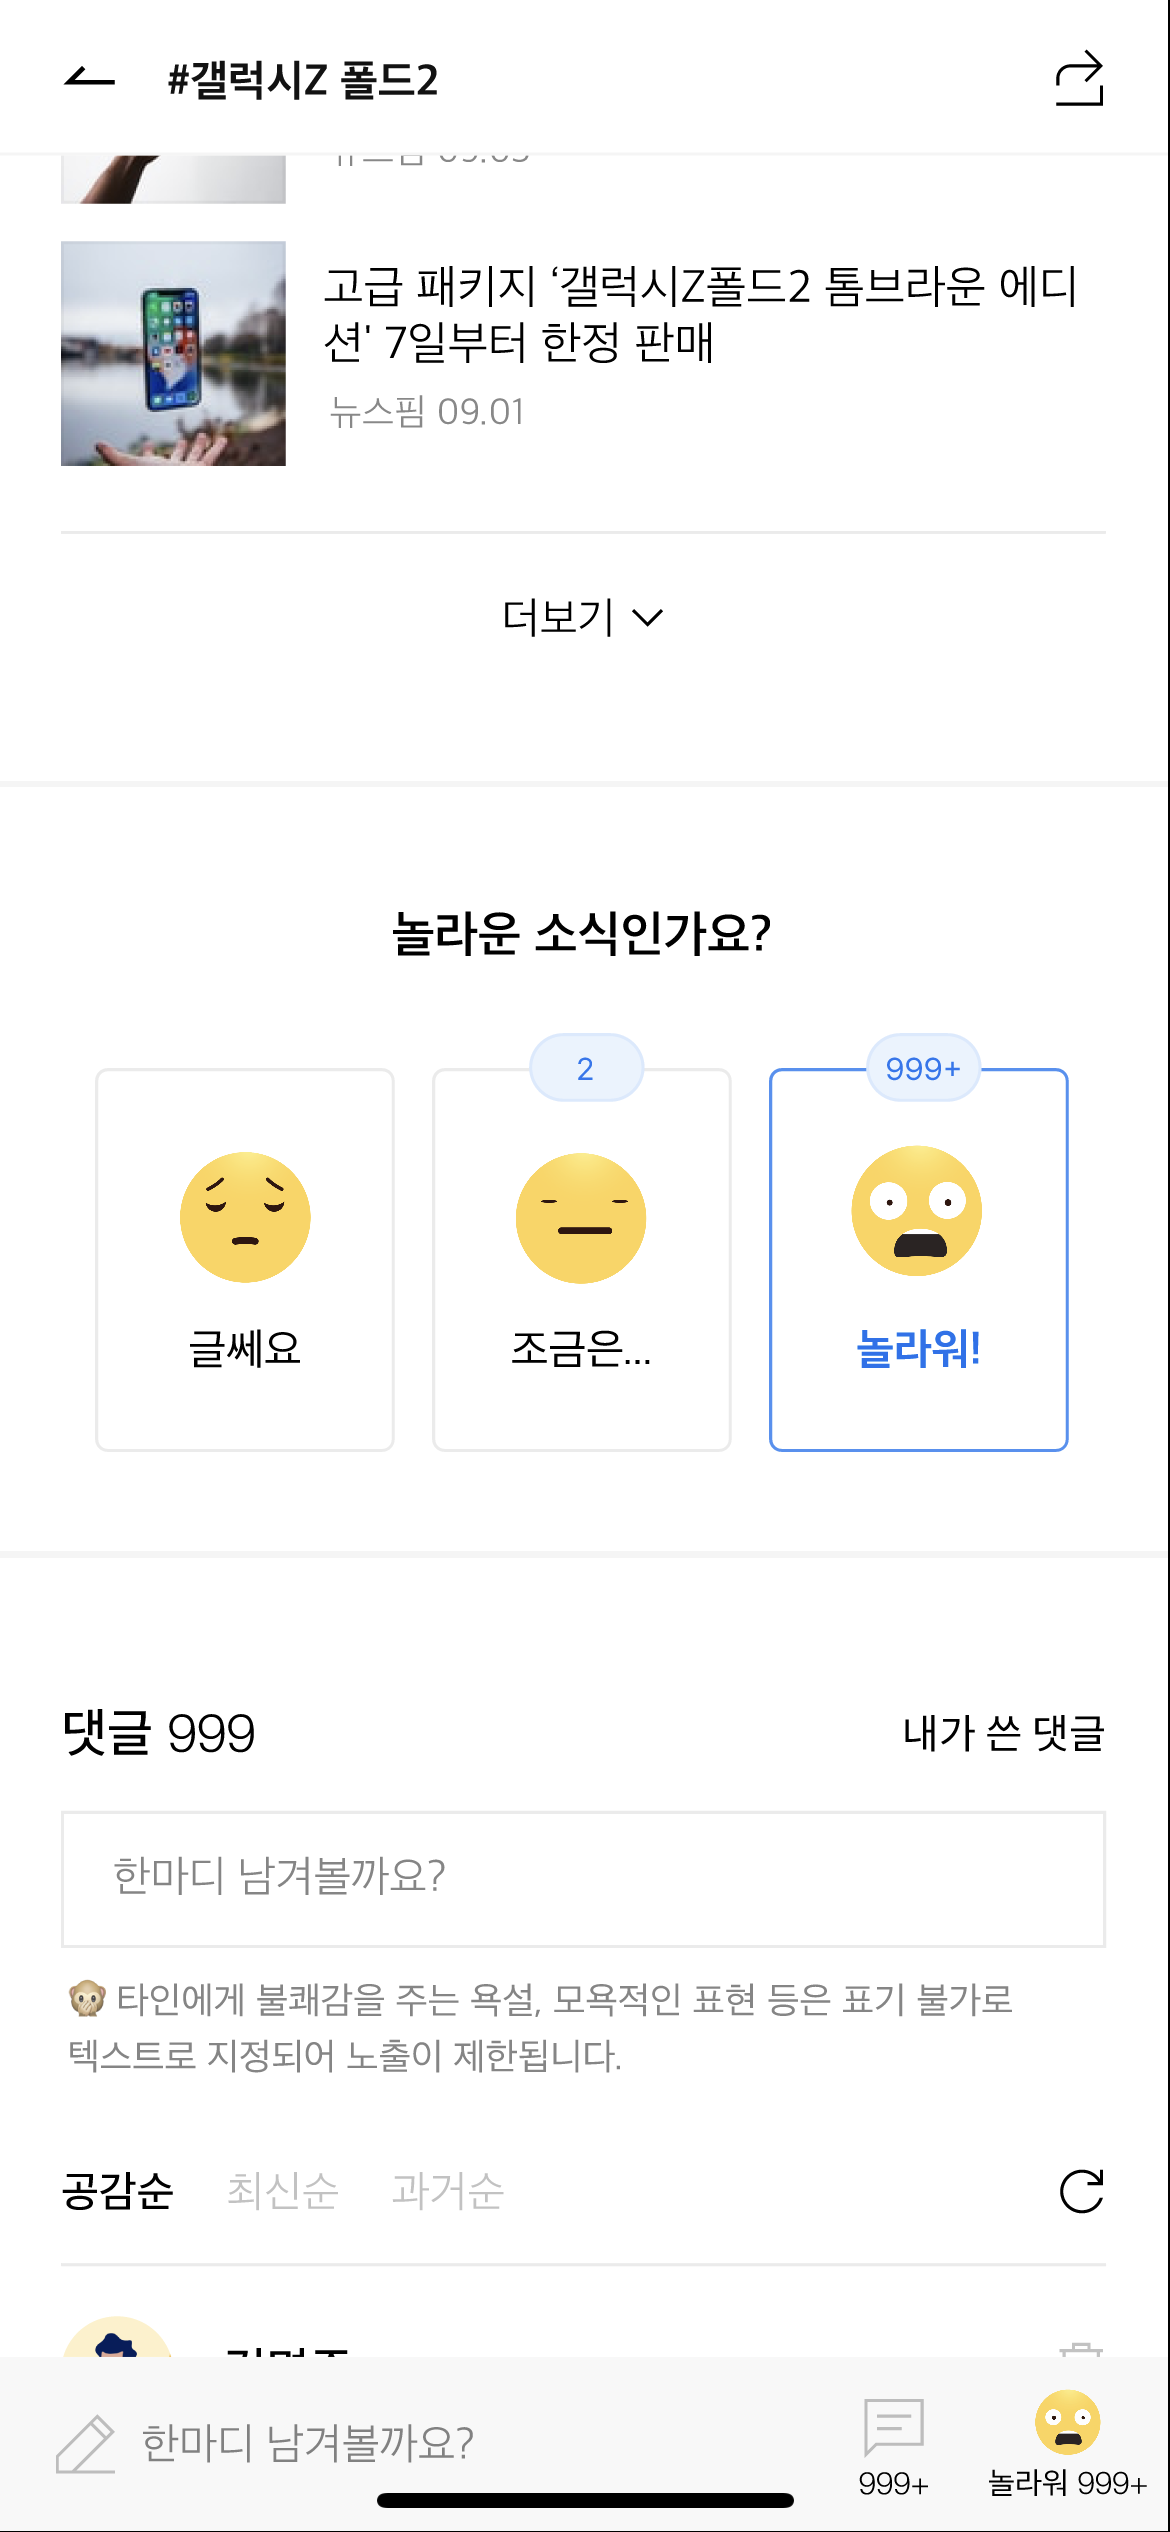 #갤럭시Z 폴드2
뉴스핌
고급 패키지 ‘갤럭시Z폴드2 톰브라운 에디
션' 7일부터 한정 판매
뉴스핌 09.01
더보기
놀라운 소식인가요?
2
999+
글쎄요
조금은...
놀라워!
댓글 999
내가 쓴 댓글
한마디 남겨볼까요?
🙊 타인에게 불쾌감을 주는 욕설, 모욕적인 표현 등은 표기 불가로
텍스트로 지정되어 노출이 제한됩니다.
공감순 최신순 과거순
한마디 남겨볼까요?
999+
놀라워 999+